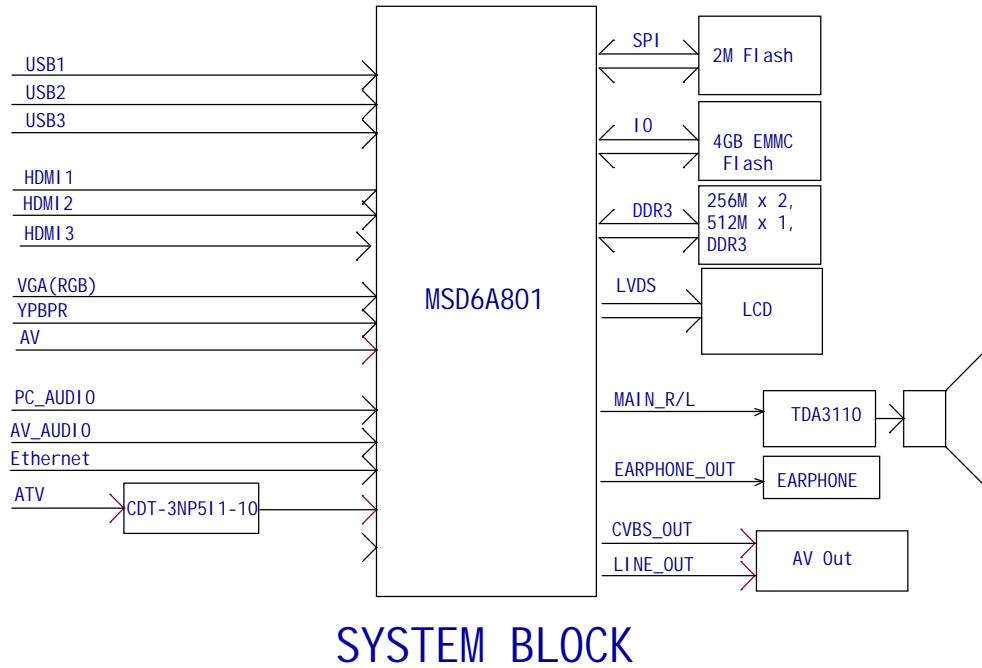 USB1
USB2
USB3
HDMI1
HDMI2
HDMI3
VGA(RGB)
YPBPR
AV
PC_AUDIO
AV_AUDIO
Ethernet
ATV
CDT-3NP5I1-10
MSD6A801
SPI
2M Flash
IO
4GB EMMC
Flash
DDR3
256M x 2,
512M x 1,
DDR3
LVDS
LCD
MAIN_R/L
TDA3110
EARPHONE_OUT
EARPHONE
CVBS_OUT
LINE_OUT
AV Out
SYSTEM BLOCK